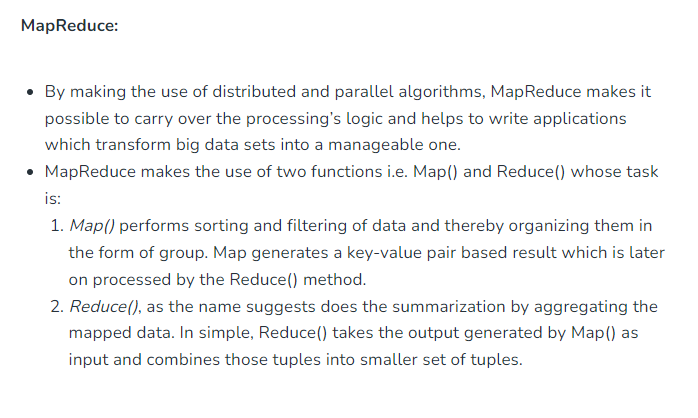 MapReduce:
• By making the use of distributed and parallel algorithms, MapReduce makes it
possible to carry over the processing's logic and helps to write applications
which transform big data sets into a manageable one.
• MapReduce makes the use of two functions i.e. Map() and Reduce() whose task
is:
1. Map() performs sorting and filtering of data and thereby organizing them in
the form of group. Map generates a key-value pair based result which is later
on processed by the Reduce() method.
2. Reduce(), as the name suggests does the summarization by aggregating the
mapped data. In simple, Reduce() takes the output generated by Map() as
input and combines those tuples into smaller set of tuples.